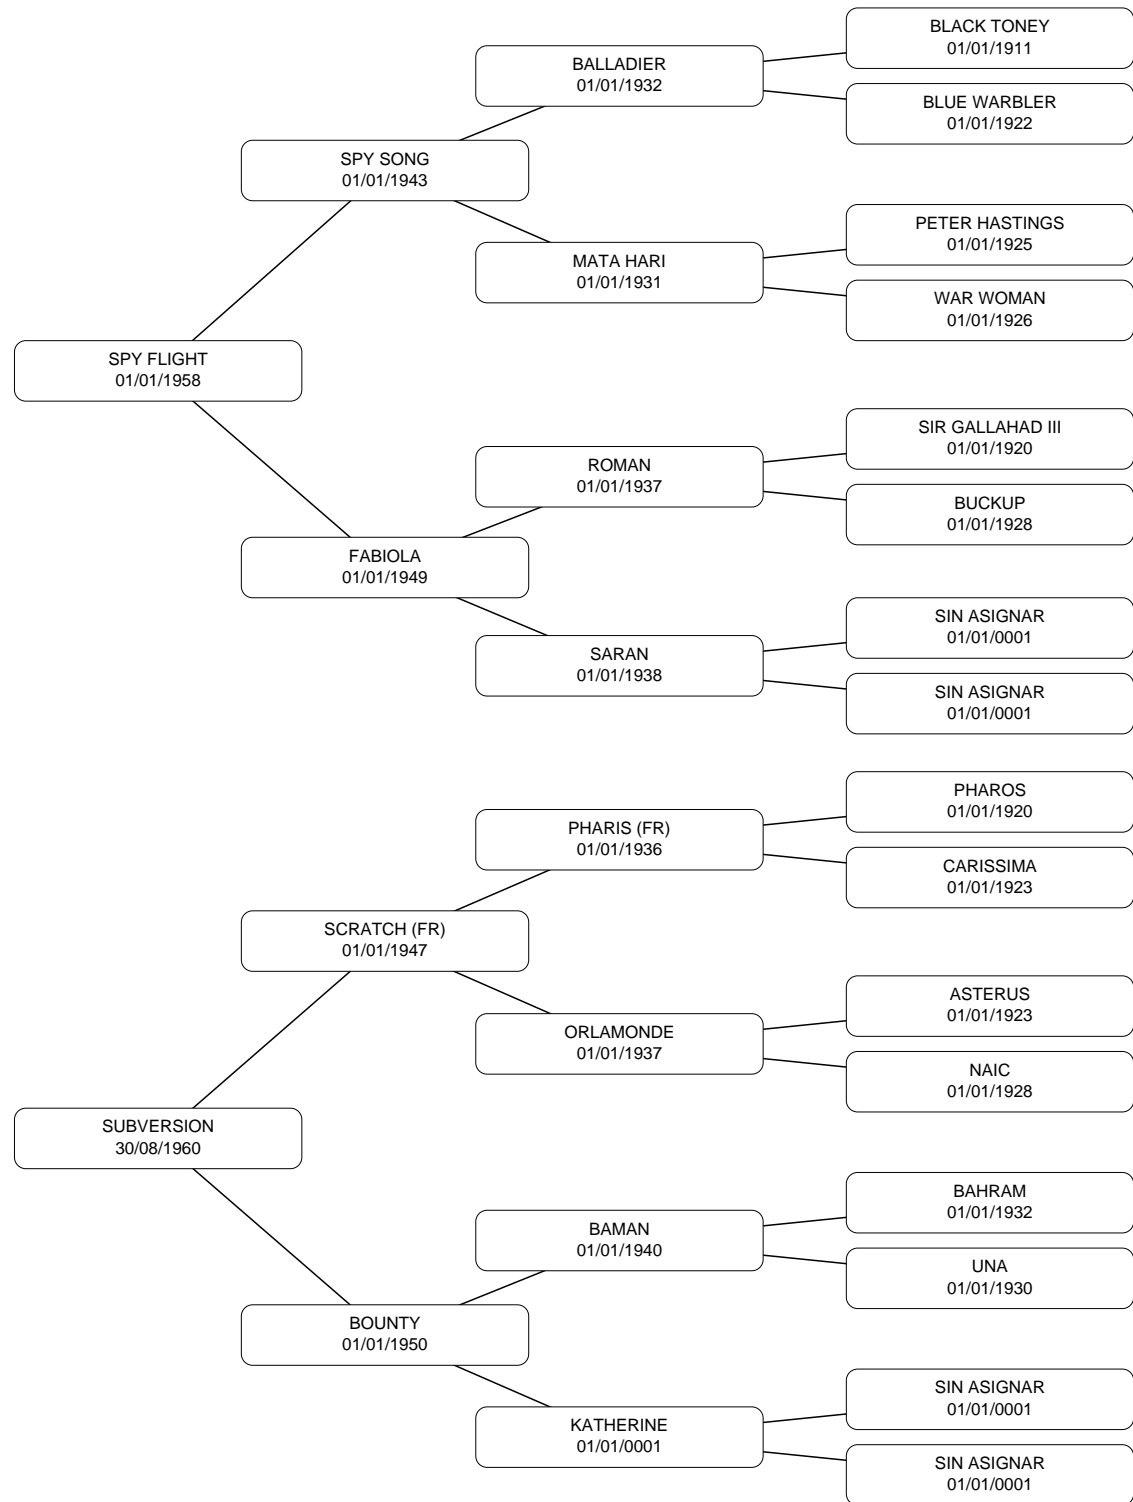 BLACK TONEY
01/01/1911
BALLADIER
01/01/1932
BLUE WARBLER
01/01/1922
SPY SONG
01/01/1943
PETER HASTINGS
01/01/1925
MATA HARI
01/01/1931
WAR WOMAN
01/01/1926
SPY FLIGHT
01/01/1958
SIR GALLAHAD III
01/01/1920
ROMAN
01/01/1937
BUCKUP
01/01/1928
FABIOLA
01/01/1949
SIN ASIGNAR
01/01/0001
SARAN
01/01/1938
SIN ASIGNAR
01/01/0001
PHAROS
01/01/1920
PHARIS (FR)
01/01/1936
CARISSIMA
01/01/1923
SCRATCH (FR)
01/01/1947
ASTERUS
01/01/1923
ORLAMONDE
01/01/1937
NAIC
01/01/1928
SUBVERSION
30/08/1960
BAHRAM
01/01/1932
BAMAN
01/01/1940
UNA
01/01/1930
BOUNTY
01/01/1950
SIN ASIGNAR
01/01/0001
KATHERINE
01/01/0001
SIN ASIGNAR
01/01/0001